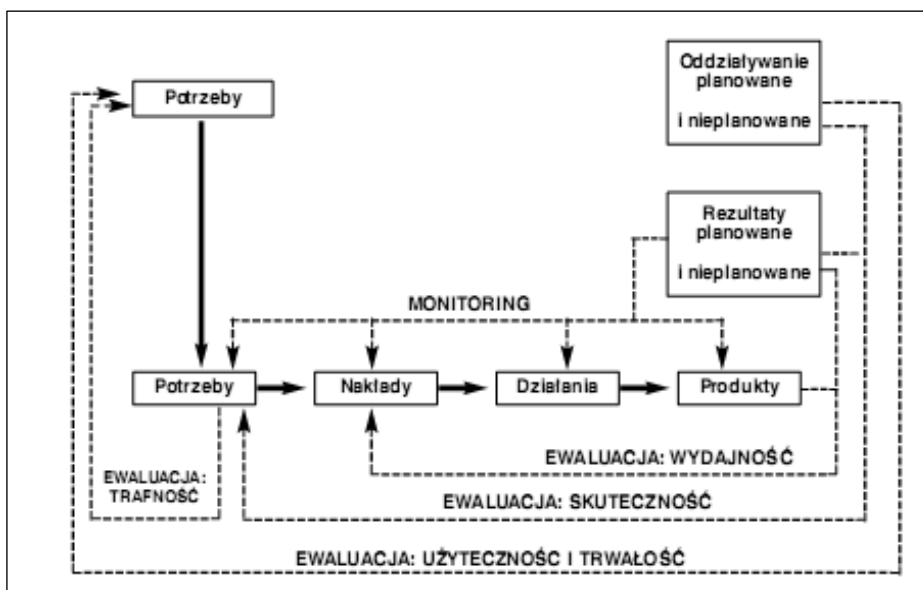 Potrzeby
Oddziaływanie
planowane
i nieplanowane
Rezultaty
planowane
i nieplanowane
MONITORING
Potrzeby
Nakłady
Działania
Produkty
EWALUACJA:
TRAFNOŚĆ
EWALUACJA: WYDAJNOŚĆ
EWALUACJA: SKUTECZNOŚĆ
EWALUACJA: UŻYTECZNOŚC I TRWAŁOŚĆ